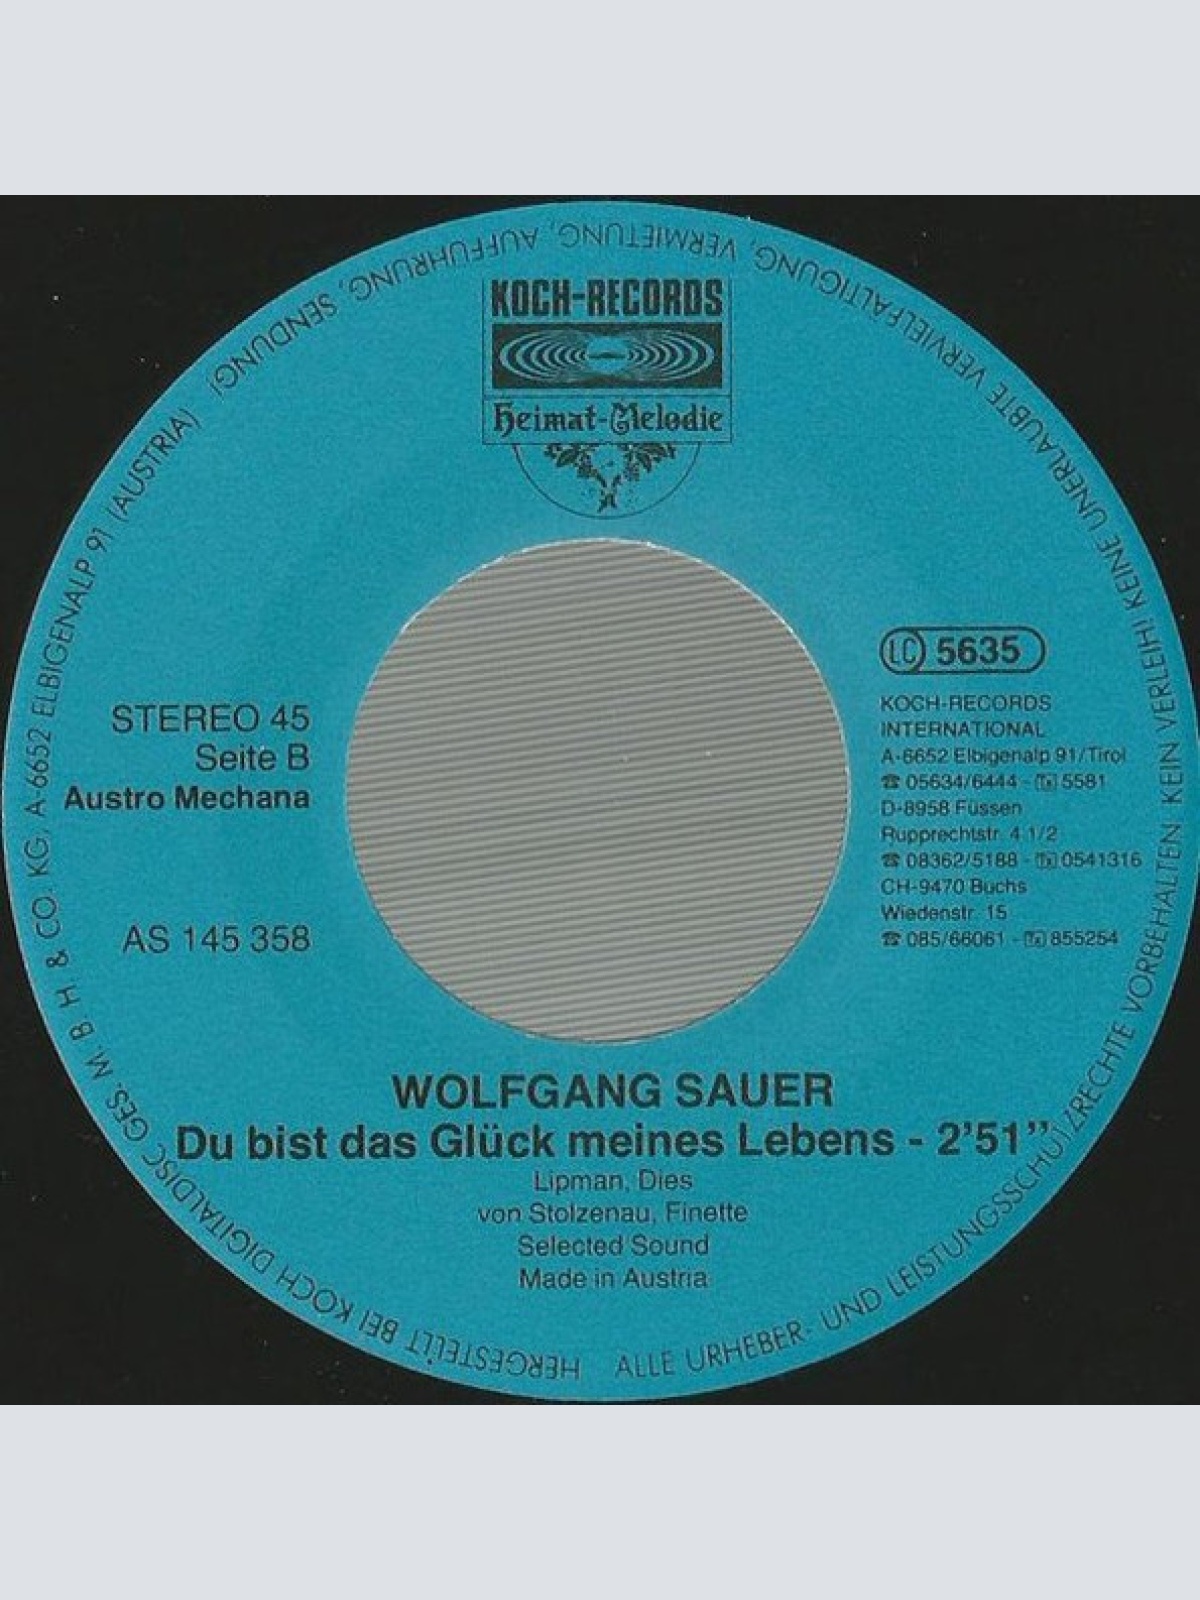 KOCH-RECORDS
Heimat-Melodie
STEREO 45
Seite B
Austro Mechana
AS 145 358
LC 5635
KOCH-RECORDS
INTERNATIONAL
A-6652 Elbigenalp 91/Tirol
☎ 05634/6444 - Tx 5581
D-8958 Füssen
Rupprechtstr. 4 1/2
☎ 08362/5188 - Tx 0541316
CH-9470 Buchs
Wiedenstr. 15
☎ 085/66061 - Tx 855254
WOLFGANG SAUER
Du bist das Glück meines Lebens - 2'51"
Lipman, Dies
von Stolzenau, Finette
Selected Sound
Made in Austria
HERGESTELLT BEI KOCH DIGITALDISC GES. M. B H & CO. KG, A-6652 ELBIGENALP 91 (AUSTRIA)
ALLE URHEBER- UND LEISTUNGSSCHUTZRECHTE VORBEHALTEN KEIN VERLEIH! KEINE UNERLAUBTE VERVIELFÄLTIGUNG, VERMIETUNG, AUFFÜHRUNG, SENDUNG!